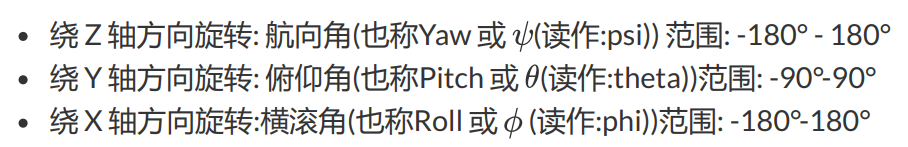 • 绕 Z 轴方向旋转: 航向角(也称Yaw 或 ψ(读作:psi)) 范围: -180° - 180°
• 绕 Y 轴方向旋转: 俯仰角(也称Pitch 或 θ(读作:theta))范围: -90°-90°
• 绕 X 轴方向旋转:横滚角(也称Roll 或 ϕ (读作:phi))范围: -180°-180°